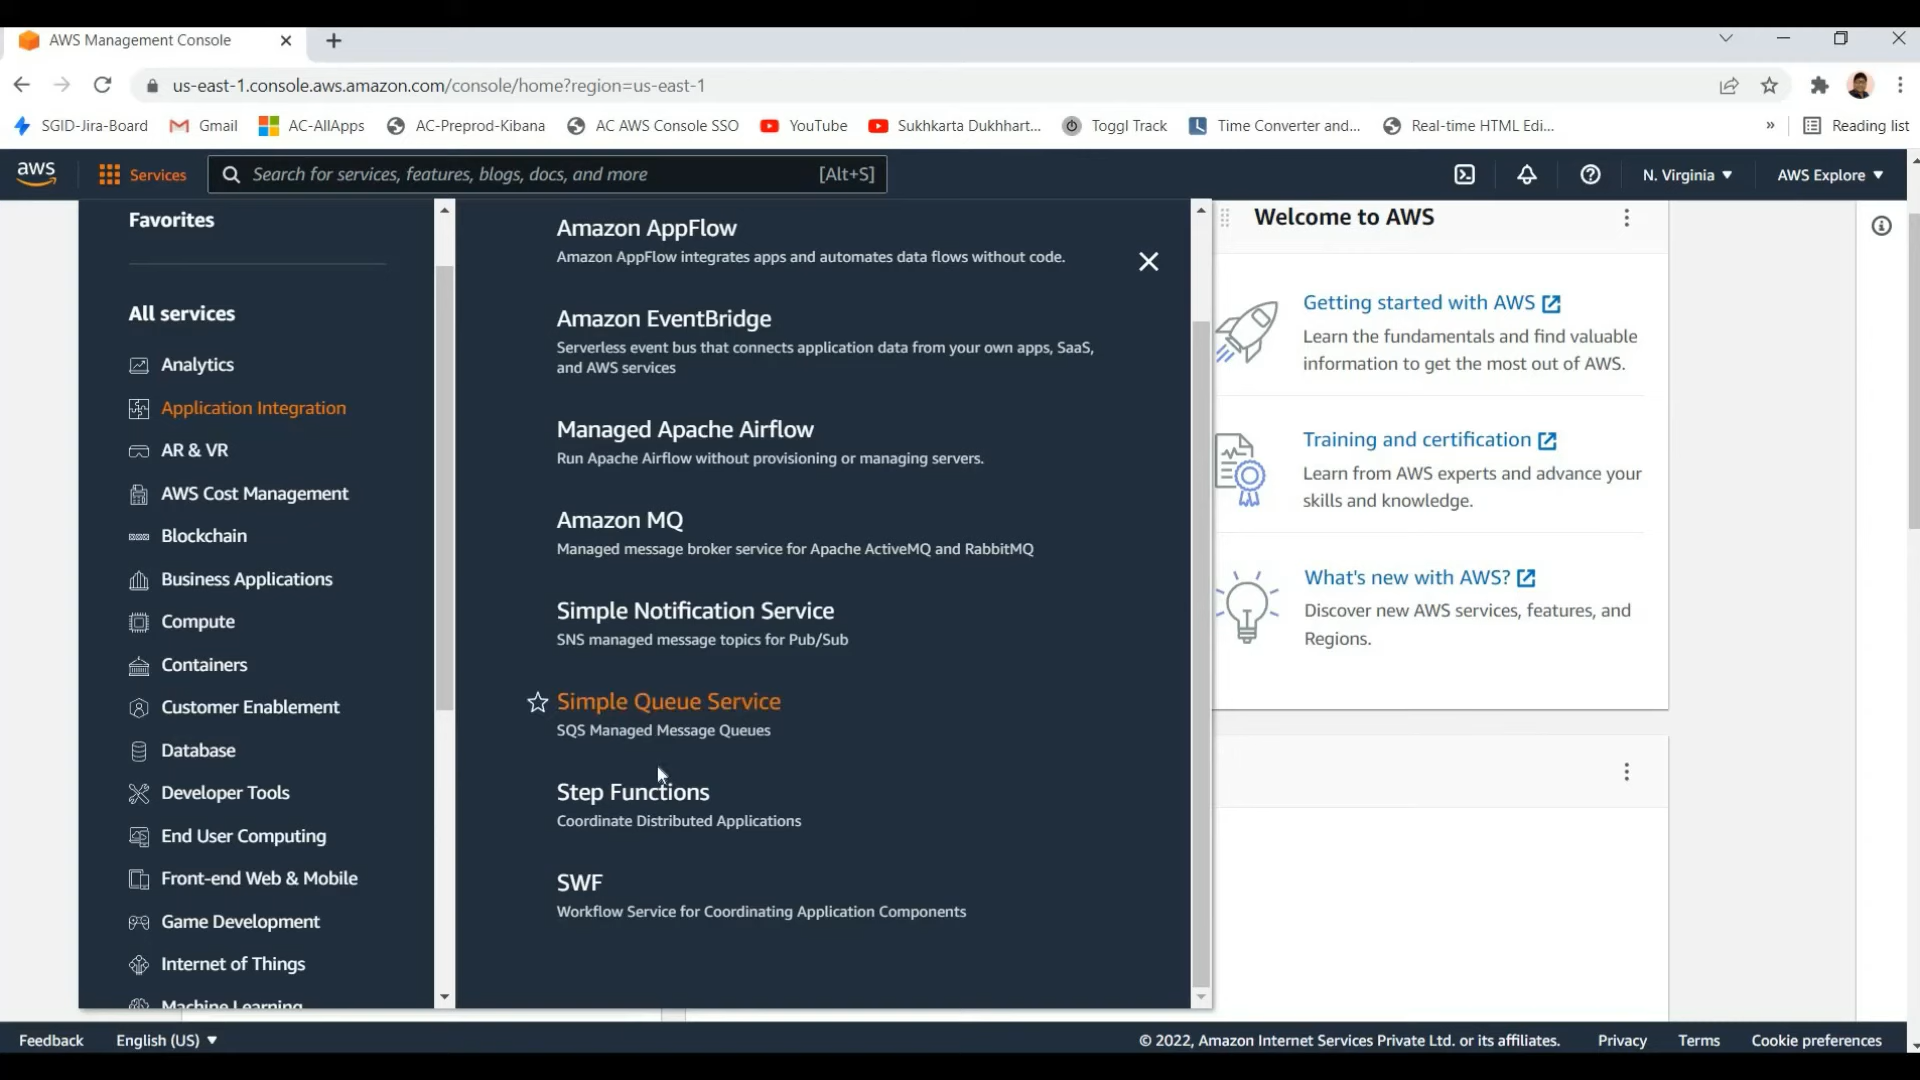 AWS Management Console
us-east-1.console.aws.amazon.com/console/home?region=us-east-1
SGID-Jira-Board Gmail AC-AllApps AC-Preprod-Kibana AC AWS Console SSO YouTube Sukhkarta Dukhhart... Toggl Track Time Converter and... Real-time HTML Edi... » Reading list
aws Services Search for services, features, blogs, docs, and more [Alt+S] N. Virginia AWS Explore
Favorites
All services
Analytics
Application Integration
AR & VR
AWS Cost Management
Blockchain
Business Applications
Compute
Containers
Customer Enablement
Database
Developer Tools
End User Computing
Front-end Web & Mobile
Game Development
Internet of Things
Machine Learning
Amazon AppFlow
Amazon AppFlow integrates apps and automates data flows without code.
Amazon EventBridge
Serverless event bus that connects application data from your own apps, SaaS,
and AWS services
Managed Apache Airflow
Run Apache Airflow without provisioning or managing servers.
Amazon MQ
Managed message broker service for Apache ActiveMQ and RabbitMQ
Simple Notification Service
SNS managed message topics for Pub/Sub
Simple Queue Service
SQS Managed Message Queues
Step Functions
Coordinate Distributed Applications
SWF
Workflow Service for Coordinating Application Components
Welcome to AWS
Getting started with AWS
Learn the fundamentals and find valuable
information to get the most out of AWS.
Training and certification
Learn from AWS experts and advance your
skills and knowledge.
What's new with AWS?
Discover new AWS services, features, and
Regions.
Feedback English (US) © 2022, Amazon Internet Services Private Ltd. or its affiliates. Privacy Terms Cookie preferences